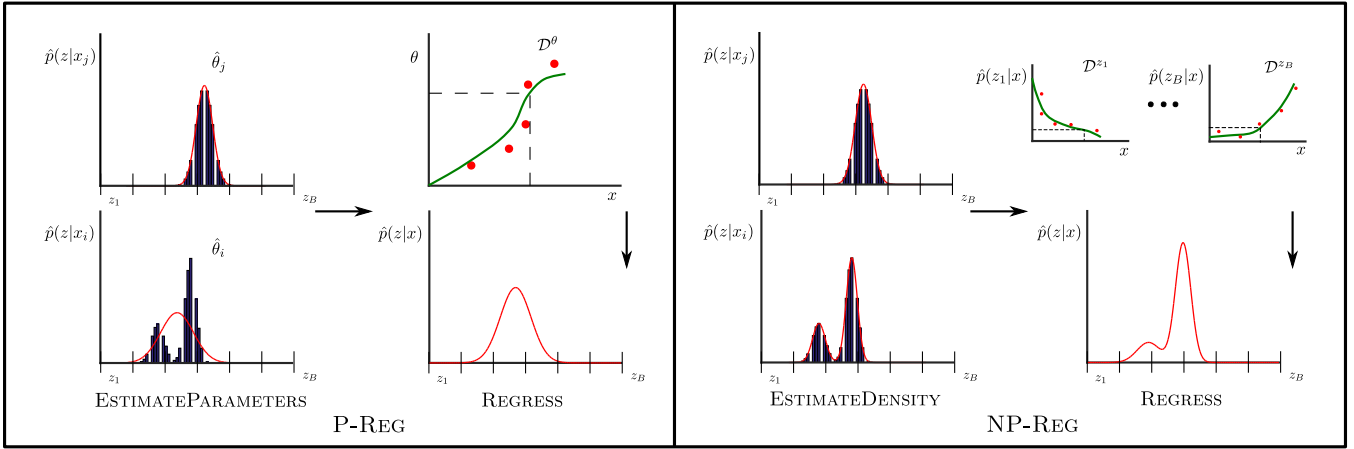 p̂(z|x_j)
θ̂_j
z_1
z_B
p̂(z|x_i)
θ̂_i
z_1
z_B
ESTIMATEPARAMETERS
θ
𝒟^θ
x
p̂(z|x)
z_1
z_B
REGRESS
P-REG
p̂(z|x_j)
z_1
z_B
p̂(z|x_i)
z_1
z_B
ESTIMATEDENSITY
p̂(z_1|x)
𝒟^{z_1}
x
p̂(z_B|x)
𝒟^{z_B}
x
p̂(z|x)
z_1
z_B
REGRESS
NP-REG